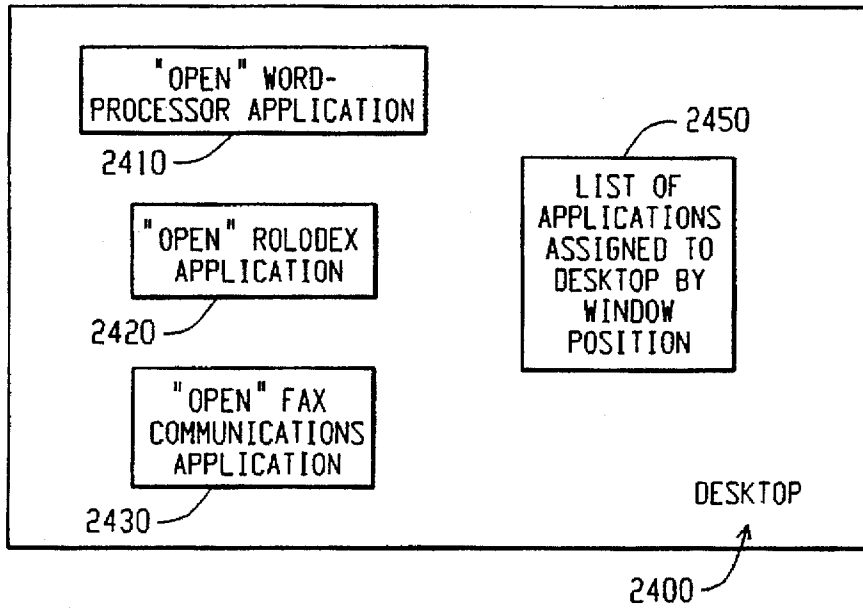 "OPEN" WORD-
PROCESSOR APPLICATION
2410
"OPEN" ROLODEX
APPLICATION
2420
"OPEN" FAX
COMMUNICATIONS
APPLICATION
2430
2450
LIST OF
APPLICATIONS
ASSIGNED TO
DESKTOP BY
WINDOW
POSITION
DESKTOP
2400